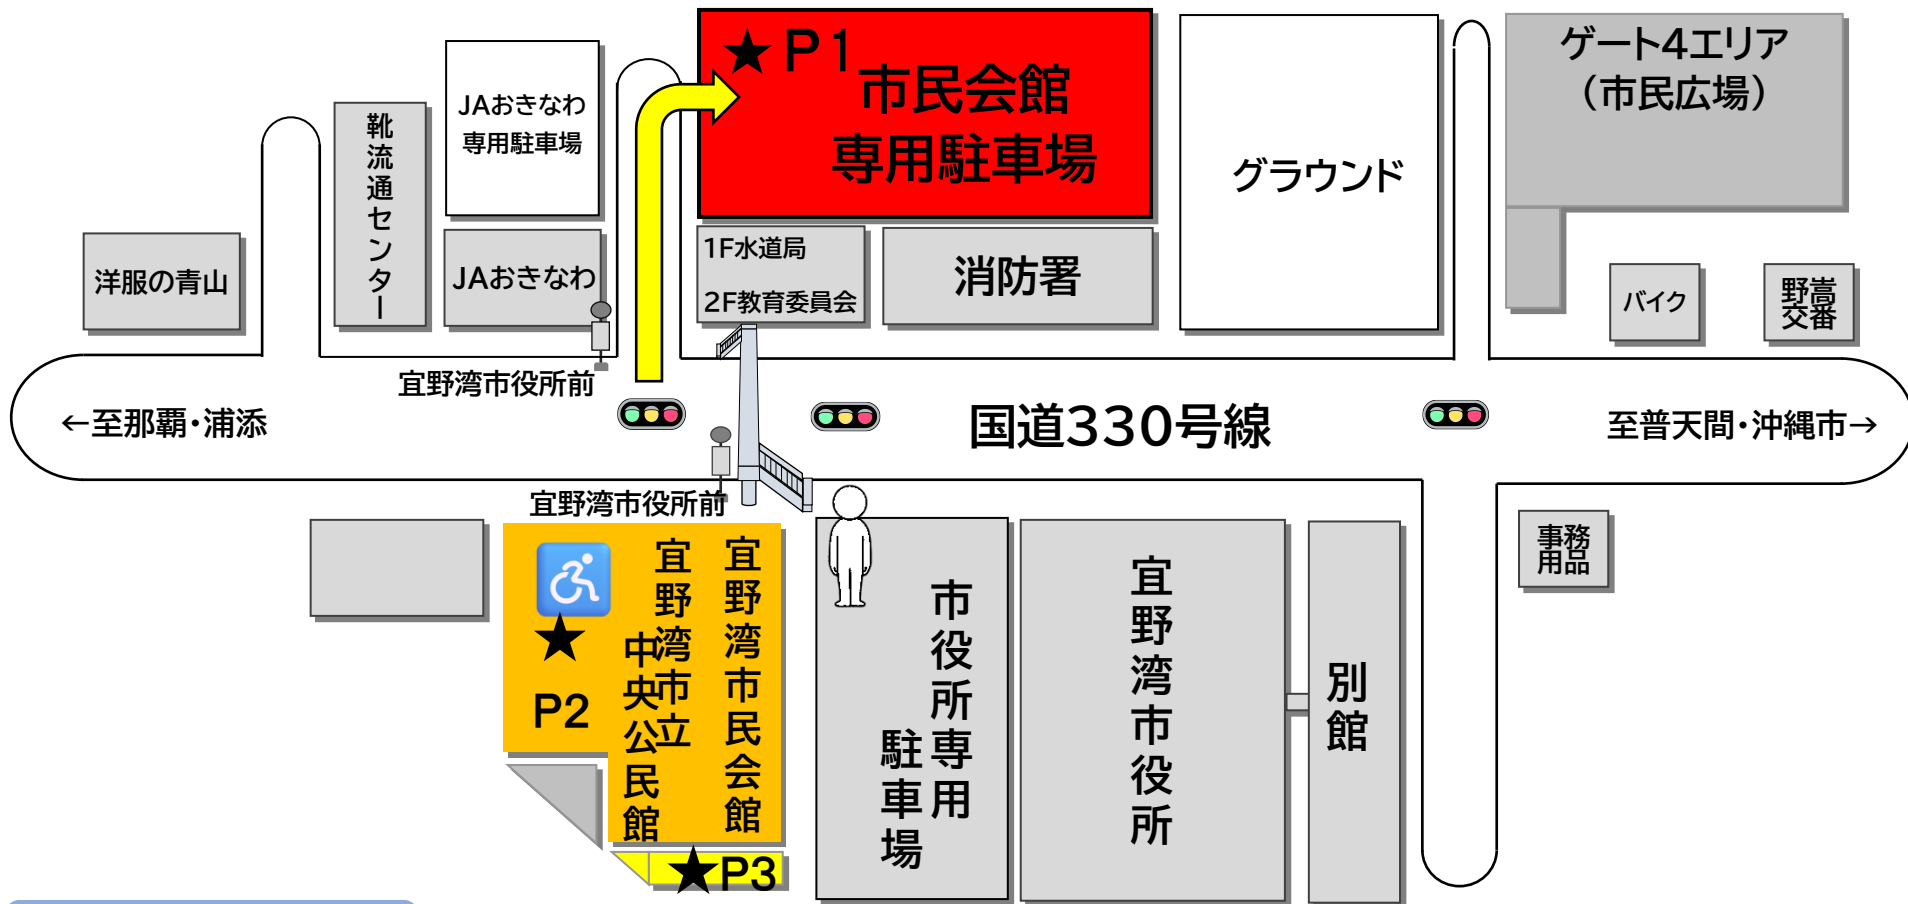 ★P1
市民会館
専用駐車場
ゲート4エリア
（市民広場）
JAおきなわ
専用駐車場
靴流通センター
グラウンド
洋服の青山
JAおきなわ
1F水道局
2F教育委員会
消防署
バイク
野嵩
交番
宜野湾市役所前
←至那覇・浦添
国道330号線
至普天間・沖縄市→
宜野湾市役所前
★
P2
宜野湾市民会館
宜野湾市立
中央公民館
★P3
市役所専用
駐車場
宜野湾市役所
別館
事務
用品